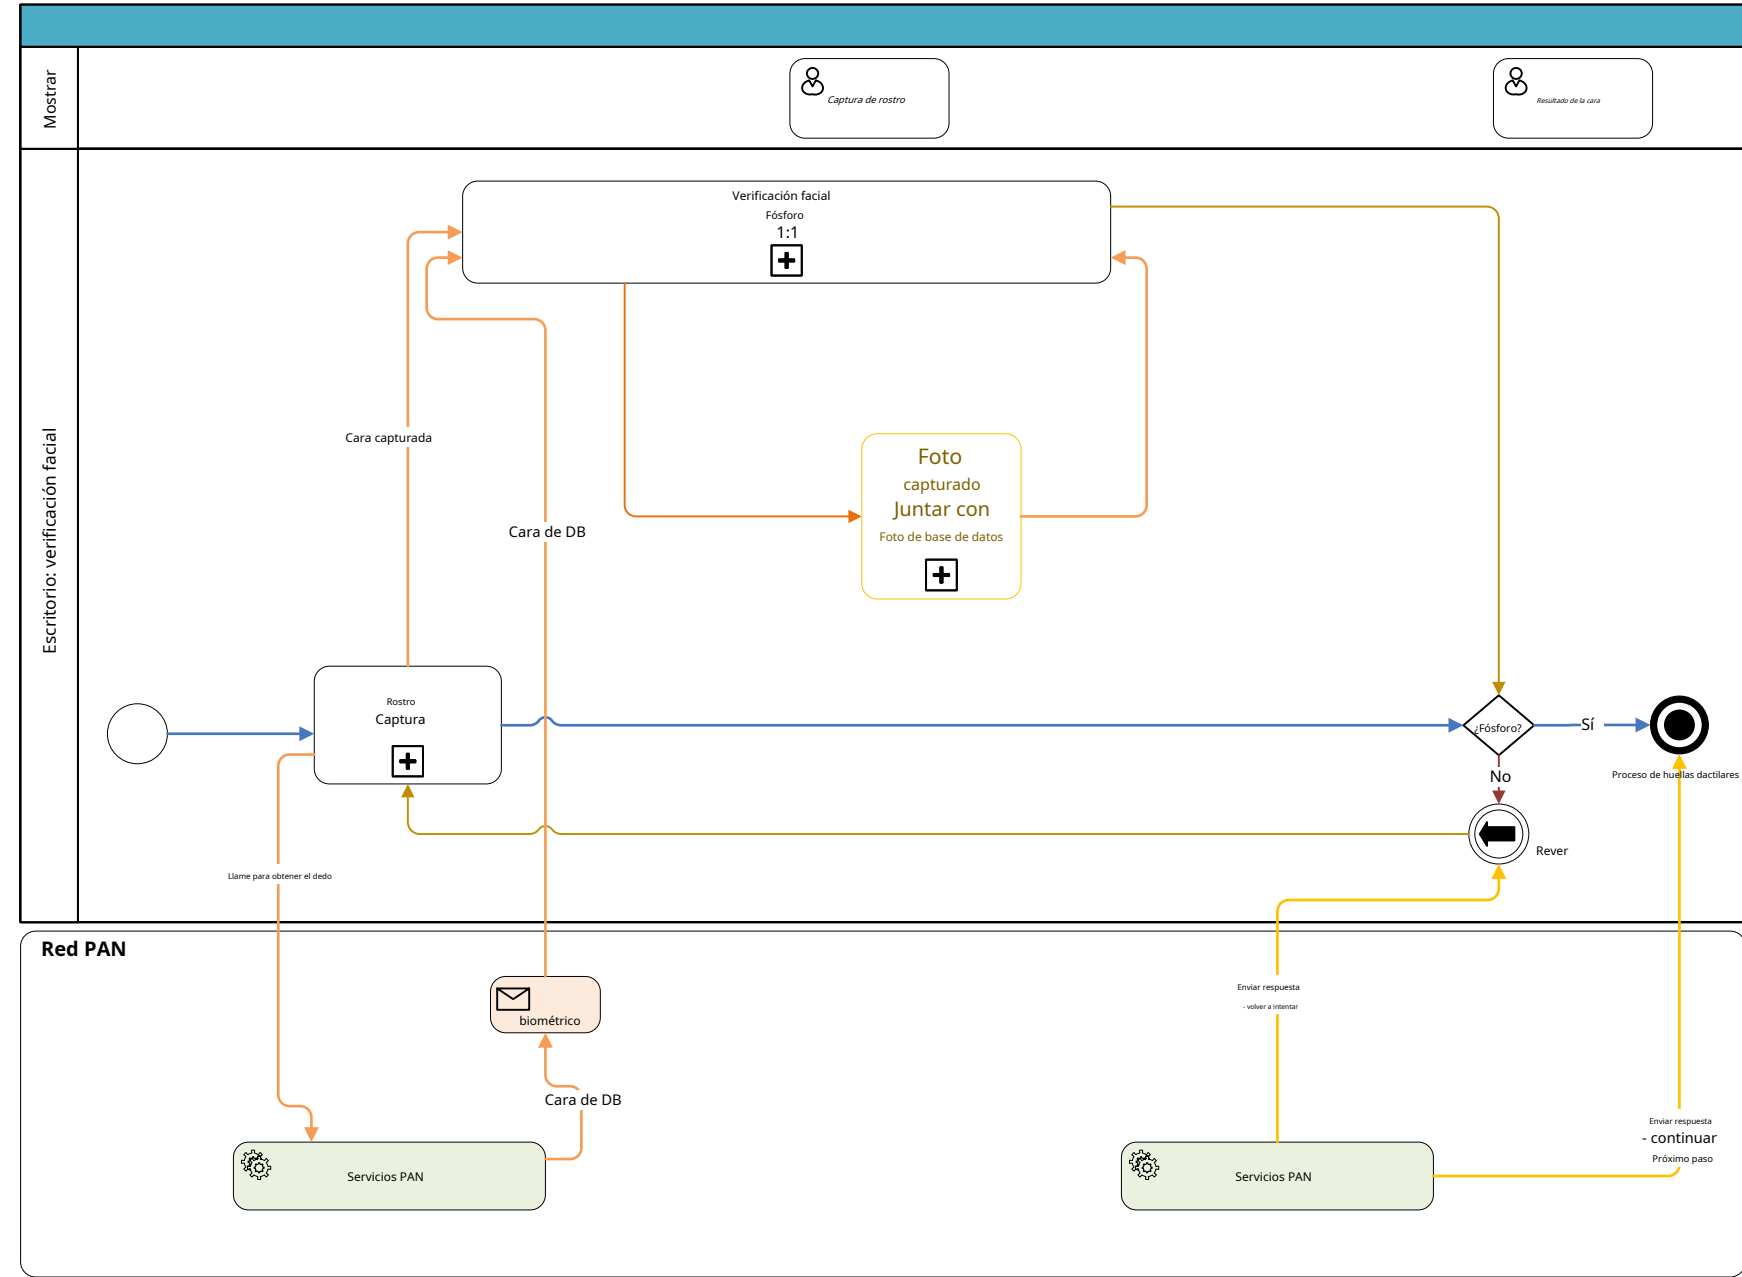 Mostrar
Captura de rostro
Resultado de la cara
Escritorio: verificación facial
Verificación facial
Fósforo
1:1
Cara capturada
Cara de DB
Foto
capturado
Juntar con
Foto de base de datos
Rostro
Captura
¿Fósforo?
Sí
No
Proceso de huellas dactilares
Rever
Llame para obtener el dedo
Red PAN
biométrico
Enviar respuesta
- volver a intentar
Cara de DB
Enviar respuesta
- continuar
Próximo paso
Servicios PAN
Servicios PAN